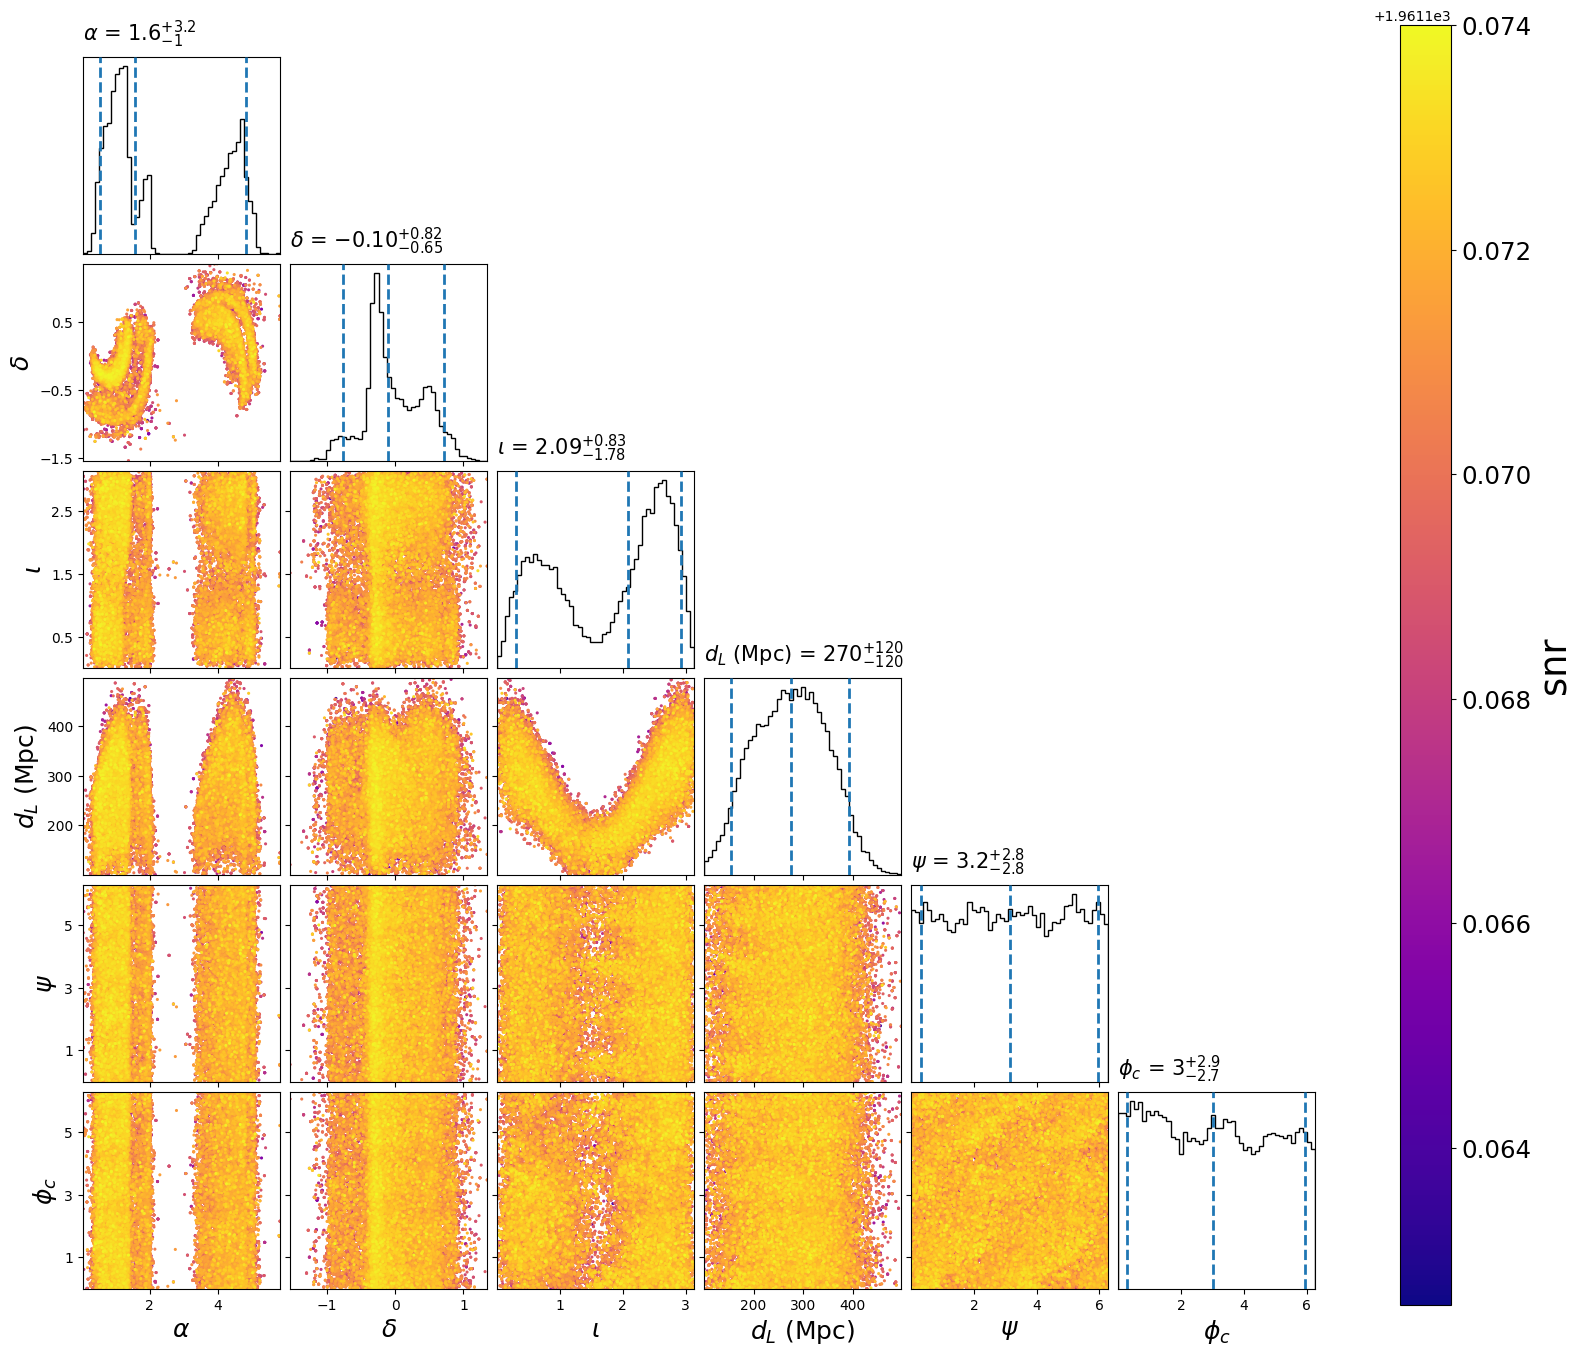 +1.9611e3
0.074
α = 1.6^{+3.2}_{−1}
δ = −0.10^{+0.82}_{−0.65}
0.072
0.5
−0.5
−1.5
δ
ι = 2.09^{+0.83}_{−1.78}
0.070
2.5
1.5
0.5
ι
d_L (Mpc) = 270^{+120}_{−120}
0.068
snr
400
300
200
d_L (Mpc)
ψ = 3.2^{+2.8}_{−2.8}
0.066
5
3
1
ψ
ϕ_c = 3^{+2.9}_{−2.7}
0.064
5
3
1
ϕ_c
2 4 −1 0 1 1 2 3 200 300 400 2 4 6 2 4 6
α δ ι d_L (Mpc) ψ ϕ_c